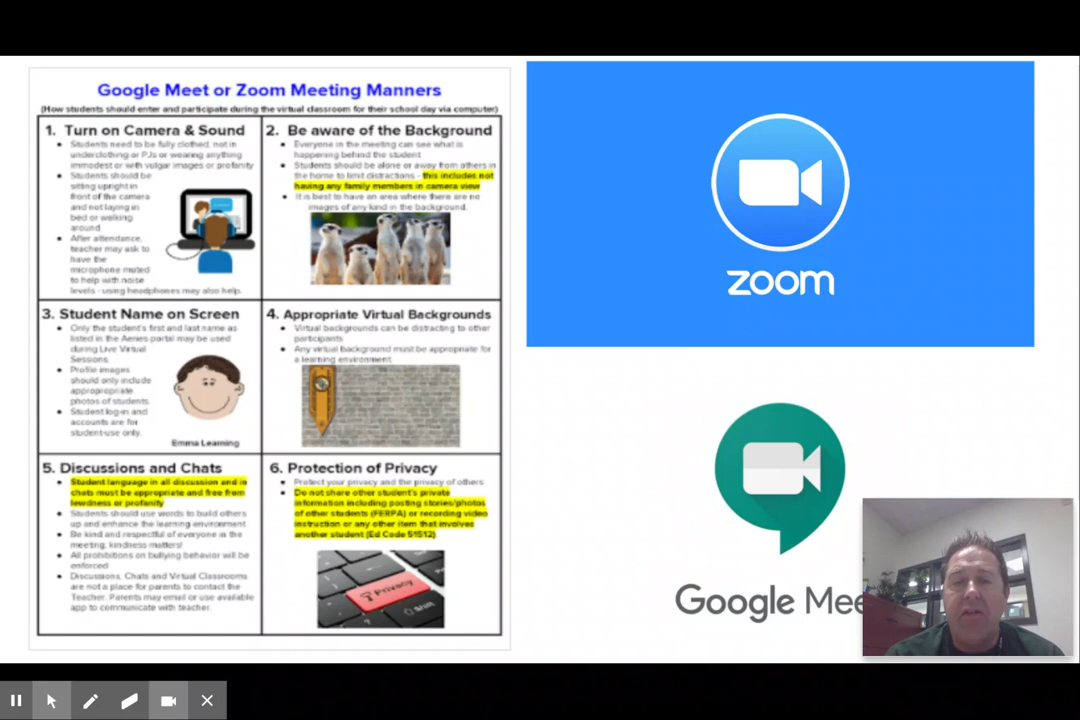 Google Meet or Zoom Meeting Manners
(How students should enter and participate during the virtual classroom for their school day via computer)
1. Turn on Camera & Sound
Students need to be fully clothed, not in
underclothing or PJs or wearing anything
immodest or with vulgar images or profanity
Students should be
sitting upright in
front of the camera
and not laying in
bed or walking
around
After attendance,
teacher may ask to
have the
microphone muted
to help with noise
levels - using headphones may also help.
2. Be aware of the Background
Everyone in the meeting can see what is
happening behind the student
Students should be alone or away from others in
the home to limit distractions - this includes not
having any family members in camera view
It is best to have an area where there are no
images of any kind in the background.
3. Student Name on Screen
Only the student's first and last name as
listed in the Aeries portal may be used
during Live Virtual
Sessions.
Profile images
should only include
appropropriate
photos of students.
Student log-in and
accounts are for
student-use only.
Emma Learning
4. Appropriate Virtual Backgrounds
Virtual backgrounds can be distracting to other
participants
Any virtual background must be appropriate for
a learning environment.
5. Discussions and Chats
Student language in all discussion and in
chats must be appropriate and free from
lewdness or profanity
Students should use words to build others
up and enhance the learning environment
Be kind and respectful of everyone in the
meeting; kindness matters!
All prohibitions on bullying behavior will be
enforced
Discussions, Chats and Virtual Classrooms
are not a place for parents to contact the
Teacher. Parents may email or use available
app to communicate with teacher.
6. Protection of Privacy
Protect your privacy and the privacy of others
Do not share other student's private
information including posting stories/photos
of other students (FERPA) or recording video
instruction or any other item that involves
another student (Ed Code 51512)
Privacy
Shift
zoom
Google Mee